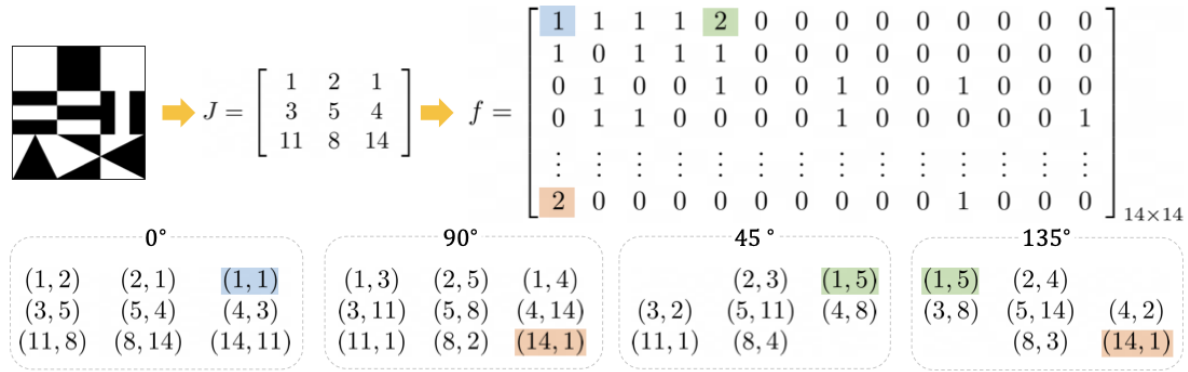 J = [ 1 2 1
3 5 4
11 8 14 ]
f = [ 1 1 1 1 2 0 0 0 0 0 0 0 0 0
1 0 1 1 1 0 0 0 0 0 0 0 0 0
0 1 0 0 1 0 0 1 0 0 1 0 0 0
0 1 1 0 0 0 0 1 0 0 0 0 0 1
⋮ ⋮ ⋮ ⋮ ⋮ ⋮ ⋮ ⋮ ⋮ ⋮ ⋮ ⋮ ⋮ ⋮
2 0 0 0 0 0 0 0 0 0 1 0 0 0 ] 14×14
0°
(1, 2) (2, 1) (1, 1)
(3, 5) (5, 4) (4, 3)
(11, 8) (8, 14) (14, 11)
90°
(1, 3) (2, 5) (1, 4)
(3, 11) (5, 8) (4, 14)
(11, 1) (8, 2) (14, 1)
45°
(2, 3) (1, 5)
(3, 2) (5, 11) (4, 8)
(11, 1) (8, 4)
135°
(1, 5) (2, 4)
(3, 8) (5, 14) (4, 2)
(8, 3) (14, 1)